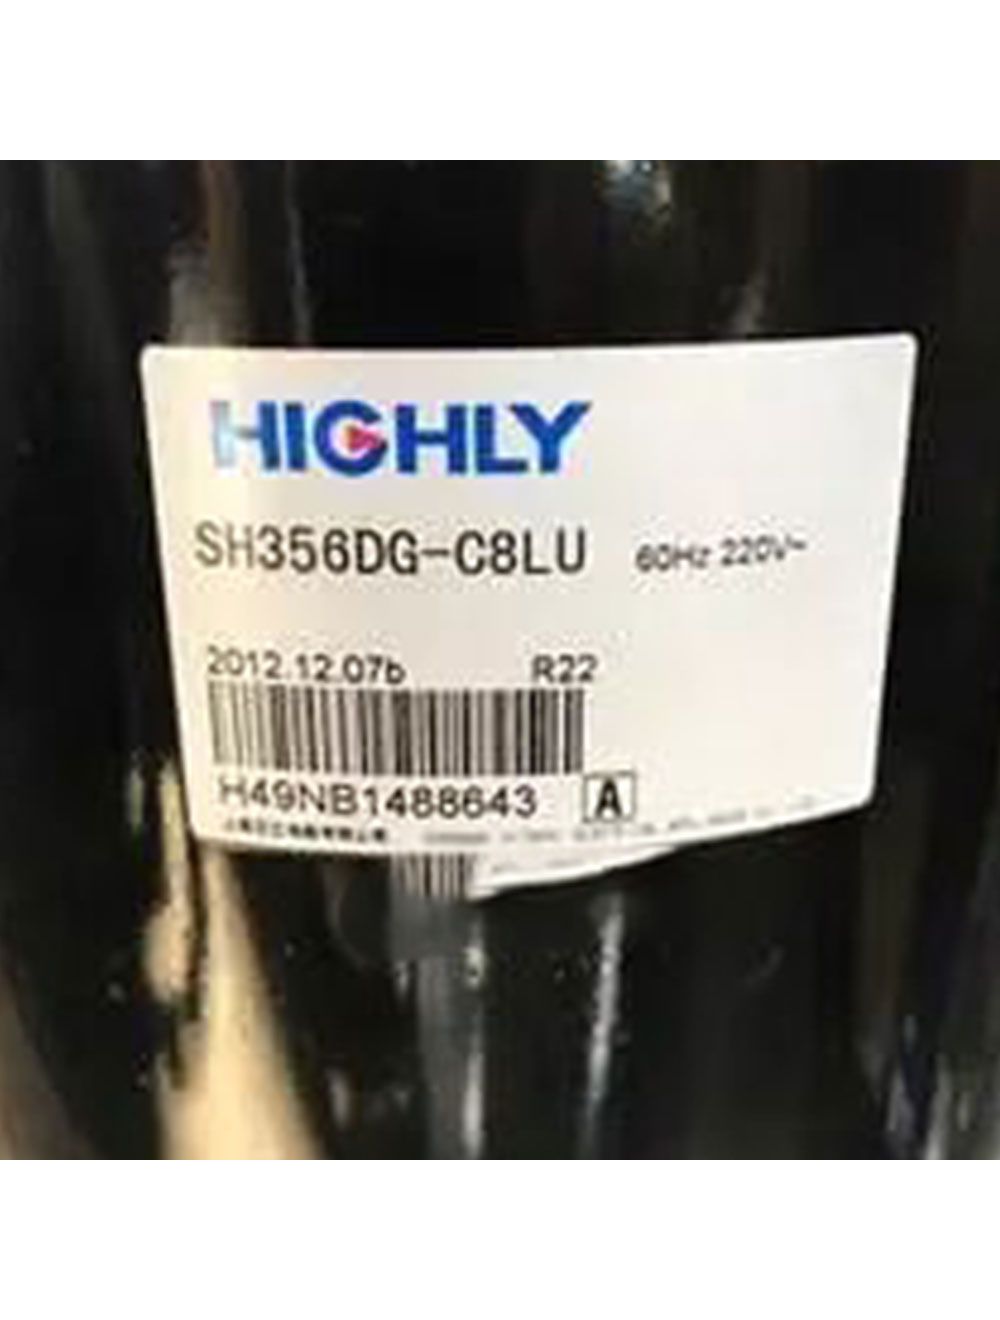 HIGHLY
SH356DG-C8LU 60Hz 220V~
2012.12.07b R22
H49NB1488643 A